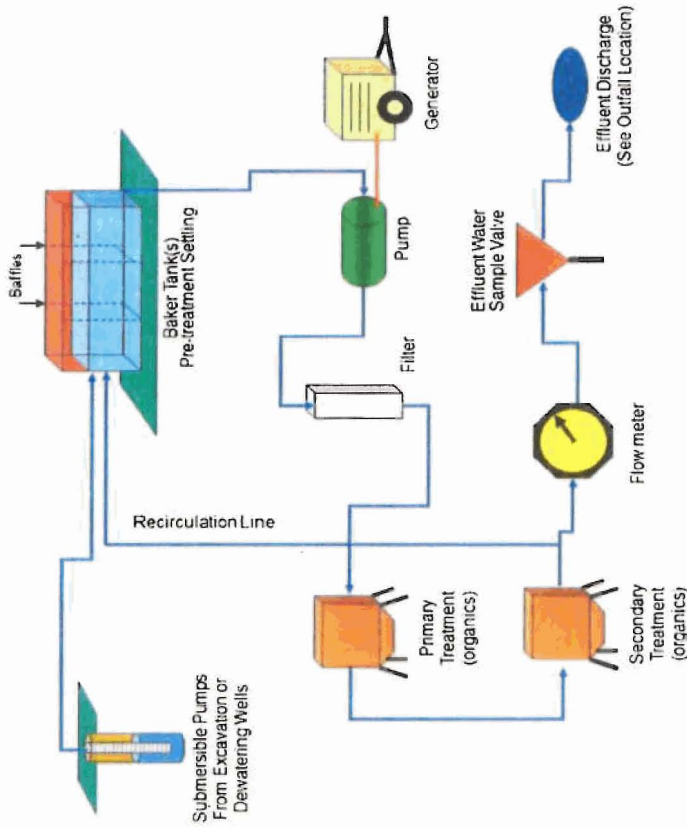 Submersible Pumps
From Excavation or
Dewatering Wells
Baffles
Baker Tank(s)
Pre-treatment Settling
Recirculation Line
Generator
Pump
Filter
Primary
Treatment
(organics)
Secondary
Treatment
(organics)
Flow meter
Effluent Water
Sample Valve
Effluent Discharge
(See Outfall Location)